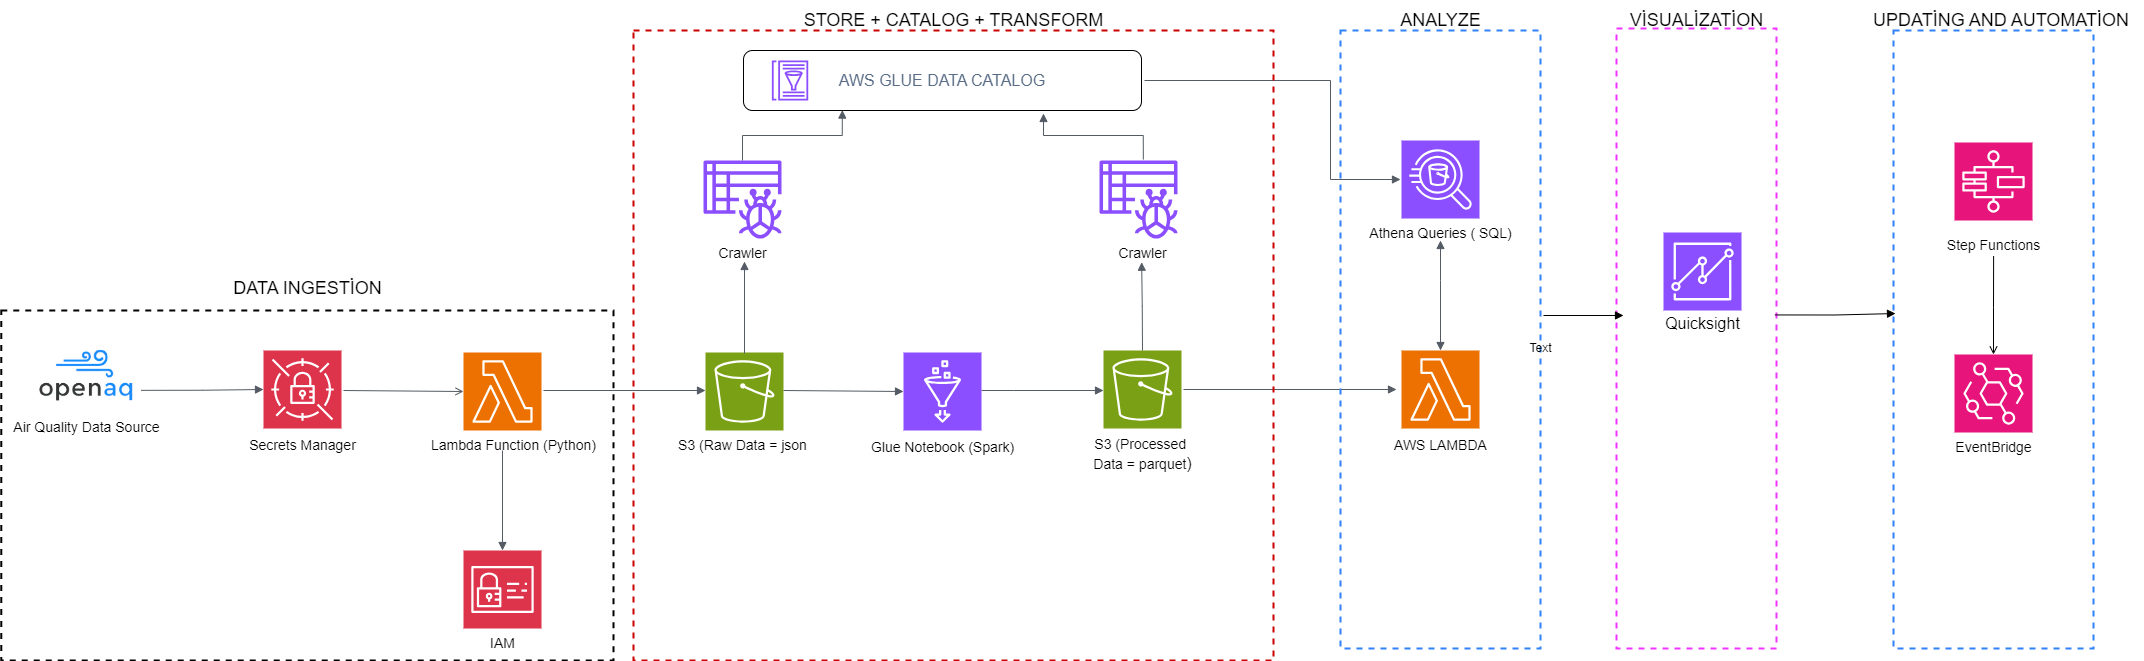 STORE + CATALOG + TRANSFORM
ANALYZE
VİSUALİZATİON
UPDATİNG AND AUTOMATION
AWS GLUE DATA CATALOG
Crawler
Crawler
Athena Queries ( SQL)
Step Functions
DATA INGESTİON
Quicksight
Text
openaq
Air Quality Data Source
Secrets Manager
Lambda Function (Python)
S3 (Raw Data = json
Glue Notebook (Spark)
S3 (Processed
Data = parquet)
AWS LAMBDA
EventBridge
IAM